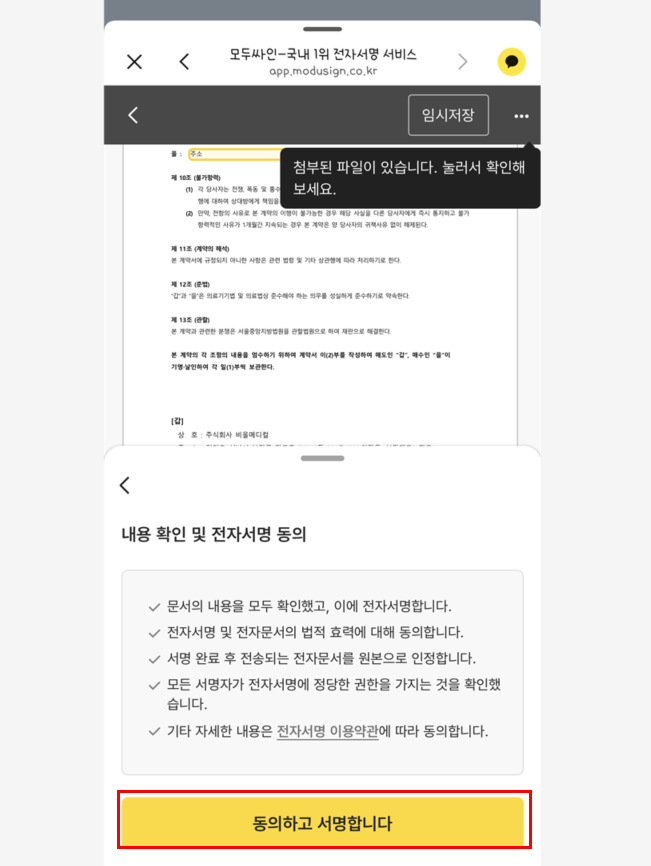 모두싸인-국내 1위 전자서명 서비스
app.modusign.co.kr
임시저장
첨부된 파일이 있습니다. 눌러서 확인해
보세요.
을 : 주소
제 10조 (불가항력)
(1) 각 당사자는 전쟁, 폭동 및 홍수
행에 대하여 상대방에게 책임을
(2) 만약, 전항의 사유로 본 계약의 이행이 불가능한 경우 해당 사실을 다른 당사자에게 즉시 통지하고 불가
항력적인 사유가 1개월간 지속되는 경우 본 계약은 양 당사자의 귀책사유 없이 해제된다.
제 11조 (계약의 해석)
본 계약서에 규정되지 아니한 사항은 관련 법령 및 기타 상관행에 따라 처리하기로 한다.
제 12조 (준법)
"갑"과 "을"은 의료기기법 및 의료법상 준수해야 하는 의무를 성실하게 준수하기로 약속한다.
제 13조 (관할)
본 계약과 관련한 분쟁은 서울중앙지방법원을 관할법원으로 하여 재판으로 해결한다.
본 계약의 각 조항의 내용을 엄수하기 위하여 계약서 이(2)부를 작성하여 매도인 "갑", 매수인 "을"이
기명·날인하여 각 일(1)부씩 보관한다.
[갑]
상 호 : 주식회사 비올메디컬
내용 확인 및 전자서명 동의
문서의 내용을 모두 확인했고, 이에 전자서명합니다.
전자서명 및 전자문서의 법적 효력에 대해 동의합니다.
서명 완료 후 전송되는 전자문서를 원본으로 인정합니다.
모든 서명자가 전자서명에 정당한 권한을 가지는 것을 확인했
습니다.
기타 자세한 내용은 전자서명 이용약관에 따라 동의합니다.
동의하고 서명합니다